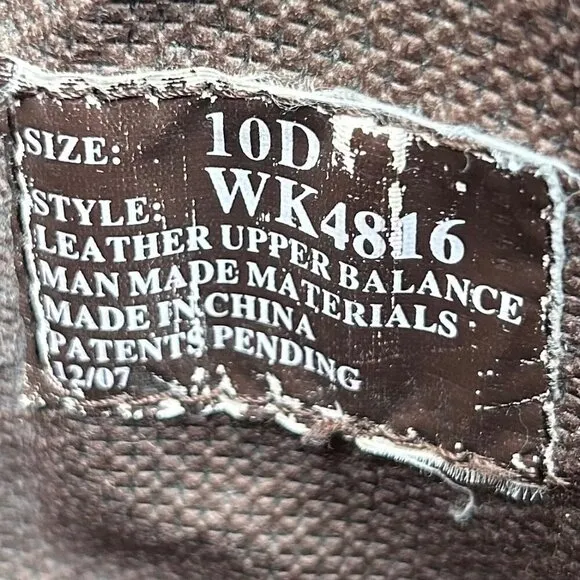 SIZE: 10D
STYLE: WK4816
LEATHER UPPER BALANCE
MAN MADE MATERIALS
MADE IN CHINA
PATENTS PENDING
12/07